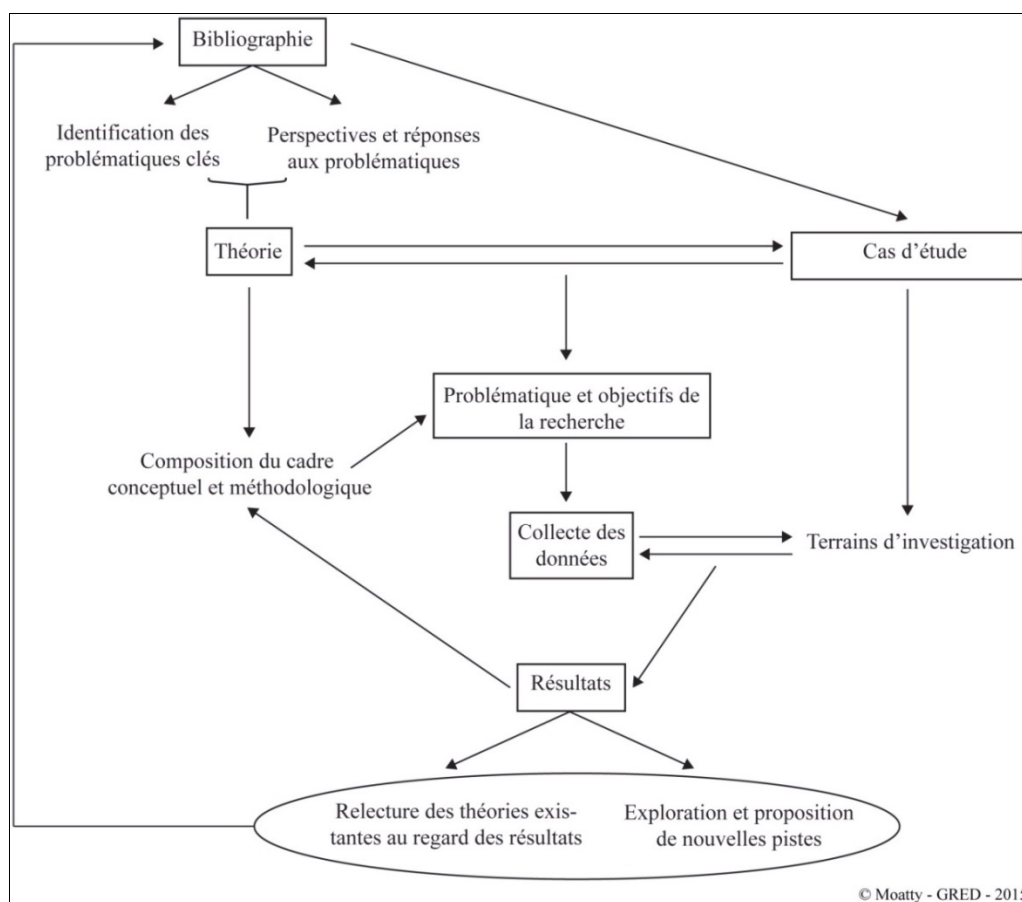 Bibliographie
Identification des
problématiques clés
Perspectives et réponses
aux problématiques
Théorie
Cas d'étude
Problématique et objectifs de
la recherche
Composition du cadre
conceptuel et méthodologique
Collecte des
données
Terrains d'investigation
Résultats
Relecture des théories exis-
tantes au regard des résultats
Exploration et proposition
de nouvelles pistes
© Moatty - GRED - 2015